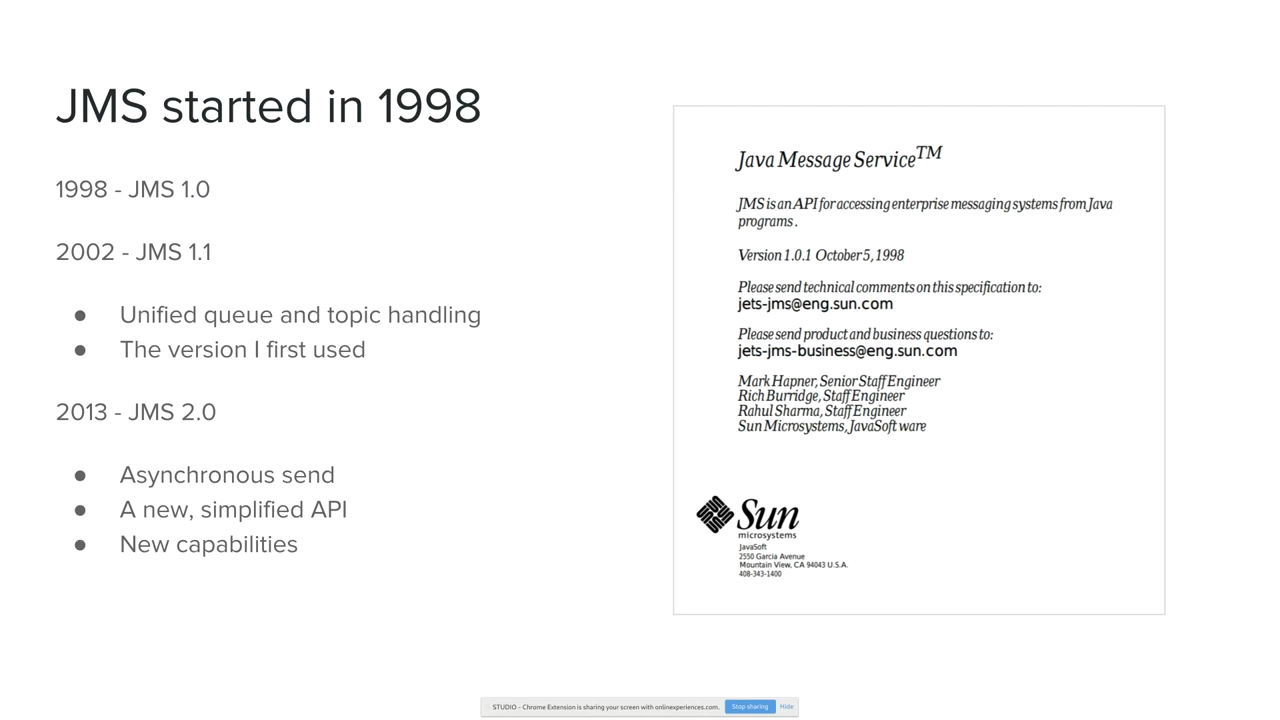 JMS started in 1998
1998 - JMS 1.0
2002 - JMS 1.1
● Unified queue and topic handling
● The version I first used
2013 - JMS 2.0
● Asynchronous send
● A new, simplified API
● New capabilities
Java Message Service™
JMS is an API for accessing enterprise messaging systems from Java
programs .
Version 1.0.1 October 5, 1998
Please send technical comments on this specification to:
jets-jms@eng.sun.com
Please send product and business questions to:
jets-jms-business@eng.sun.com
Mark Hapner, Senior Staff Engineer
Rich Burridge, Staff Engineer
Rahul Sharma, Staff Engineer
Sun Microsystems, JavaSoft ware
Sun
microsystems
JavaSoft
2550 Garcia Avenue
Mountain View, CA 94043 U.S.A.
408-343-1400
STUDIO - Chrome Extension is sharing your screen with onlinexperiences.com. Stop sharing Hide